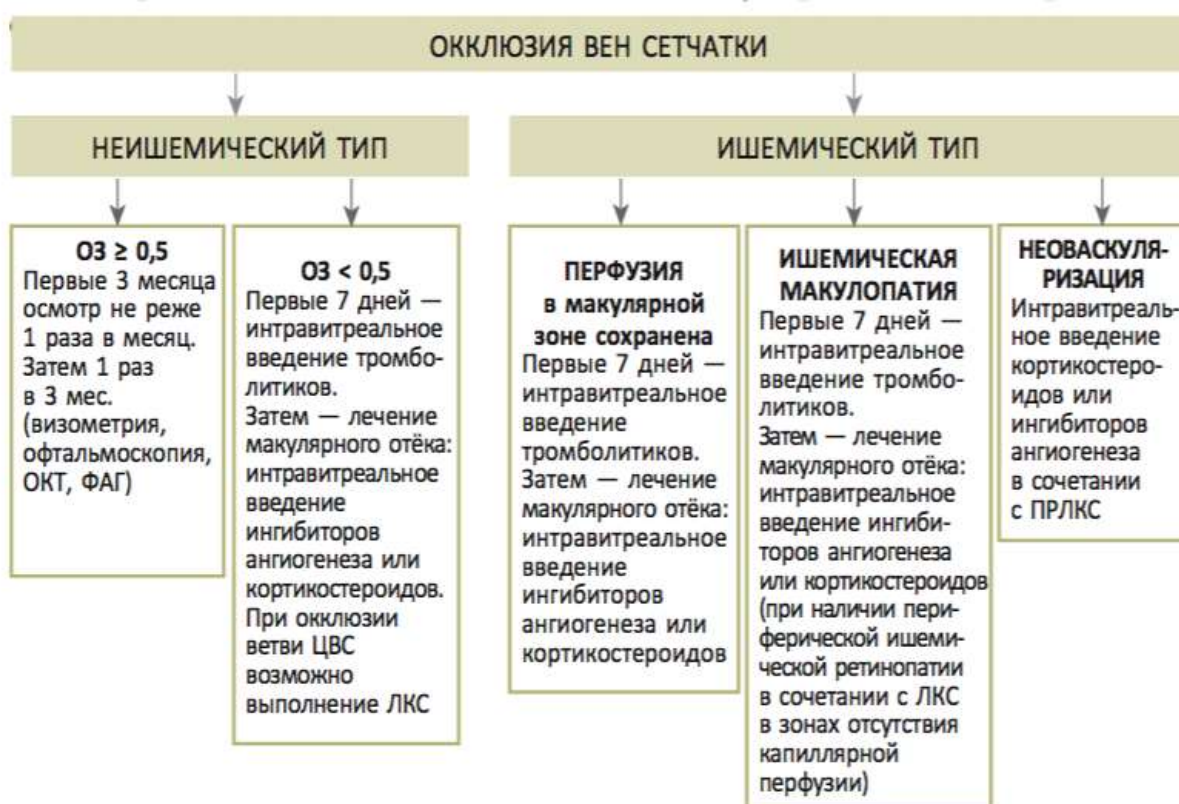 ОККЛЮЗИЯ ВЕН СЕТЧАТКИ
НЕИШЕМИЧЕСКИЙ ТИП
ОЗ ≥ 0,5
Первые 3 месяца
осмотр не реже
1 раза в месяц.
Затем 1 раз
в 3 мес.
(визометрия,
офтальмоскопия,
ОКТ, ФАГ)
ОЗ < 0,5
Первые 7 дней —
интравитреальное
введение тромбо-
литиков.
Затем — лечение
макулярного отёка:
интравитреальное
введение
ингибиторов
ангиогенеза или
кортикостероидов.
При окклюзии
ветви ЦВС
возможно
выполнение ЛКС
ИШЕМИЧЕСКИЙ ТИП
ПЕРФУЗИЯ
в макулярной
зоне сохранена
Первые 7 дней —
интравитреальное
введение
тромболитиков.
Затем — лечение
макулярного отёка:
интравитреальное
введение
ингибиторов
ангиогенеза или
кортикостероидов
ИШЕМИЧЕСКАЯ
МАКУЛОПАТИЯ
Первые 7 дней —
интравитреальное
введение тромбо-
литиков.
Затем — лечение
макулярного отёка:
интравитреальное
введение ингиби-
торов ангиогенеза
или кортикостероидов
(при наличии пери-
ферической ишеми-
ческой ретинопатии
в сочетании с ЛКС
в зонах отсутствия
капиллярной
перфузии)
НЕОВАСКУЛЯ-
РИЗАЦИЯ
Интравитреаль-
ное введение
кортикостеро-
идов или
ингибиторов
ангиогенеза
в сочетании
с ПРЛКС